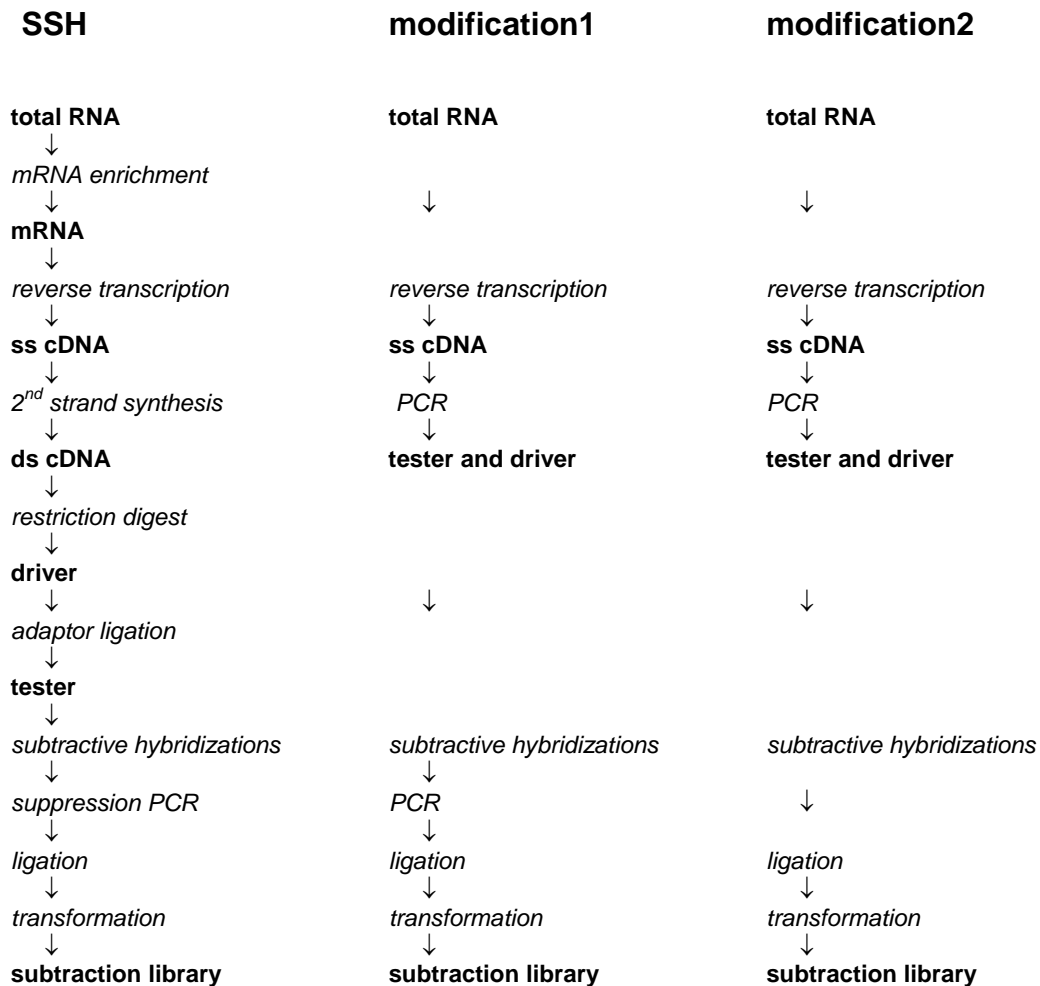 SSH modification1 modification2
total RNA total RNA total RNA
↓
mRNA enrichment
↓ ↓ ↓
mRNA
↓
reverse transcription reverse transcription reverse transcription
↓ ↓ ↓
ss cDNA ss cDNA ss cDNA
↓ ↓ ↓
2nd strand synthesis PCR PCR
↓ ↓ ↓
ds cDNA tester and driver tester and driver
↓
restriction digest
↓
driver
↓ ↓ ↓
adaptor ligation
↓
tester
↓
subtractive hybridizations subtractive hybridizations subtractive hybridizations
↓ ↓
suppression PCR PCR ↓
↓ ↓
ligation ligation ligation
↓ ↓ ↓
transformation transformation transformation
↓ ↓ ↓
subtraction library subtraction library subtraction library